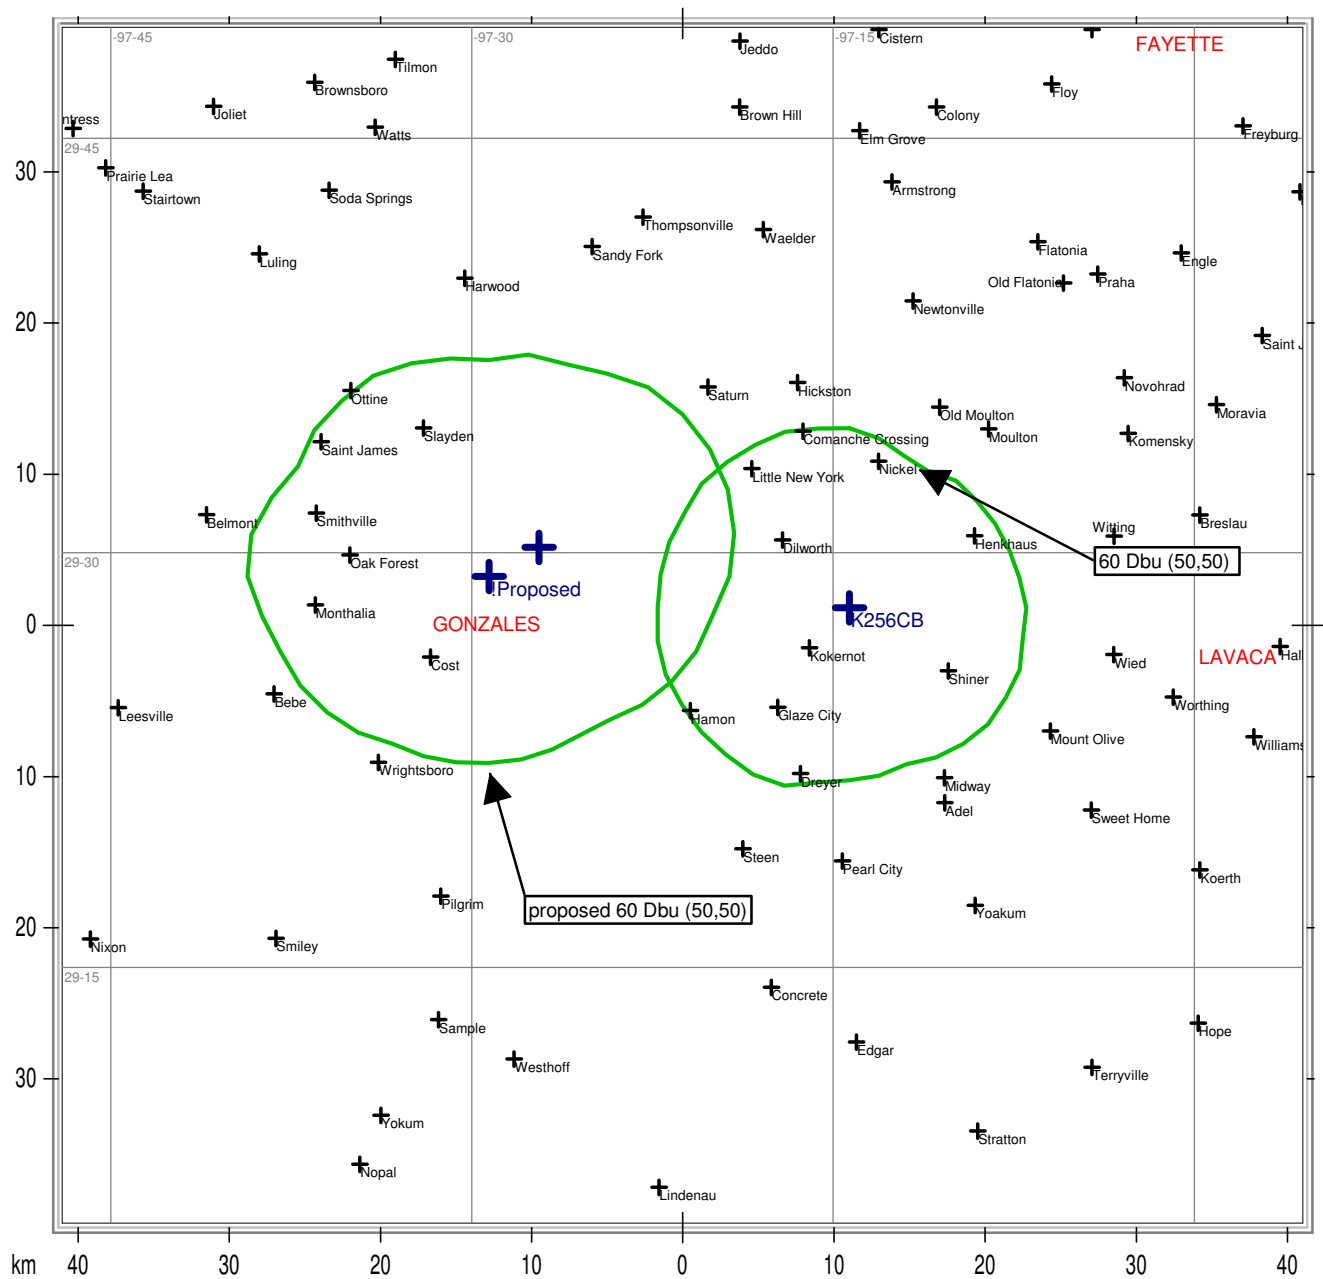 -97-45
-97-30
-97-15
Jeddo
Cistern
FAYETTE
Tilmon
Brownsboro
Floy
Joliet
Brown Hill
Colony
ntress
Watts
Elm Grove
Freyburg
29-45
30
Prairie Lea
Stairtown
Soda Springs
Armstrong
Thompsonville
Waelder
Sandy Fork
Flatonia
Luling
Engle
Harwood
Old Flatonia
Praha
Newtonville
20
Saint J
Ottine
Saturn
Hickston
Novohrad
Old Moulton
Moravia
Slayden
Comanche Crossing
Moulton
Komensky
Saint James
10
Little New York
Nickel
Belmont
Smithville
Witting
Breslau
Dilworth
Henkhaus
29-30
Oak Forest
60 Dbu (50,50)
!Proposed
Monthalia
K256CB
0
GONZALES
Kokernot
LAVACA
Hall
Cost
Wied
Shiner
Bebe
Worthing
Leesville
Hamon
Glaze City
Mount Olive
Williams
Wrightsboro
10
Dreyer
Midway
Adel
Sweet Home
Steen
Pearl City
Koerth
Pilgrim
proposed 60 Dbu (50,50)
Yoakum
20
Nixon
Smiley
29-15
Concrete
Sample
Hope
Edgar
Westhoff
30
Terryville
Yokum
Stratton
Nopal
Lindenau
km
40
30
20
10
0
10
20
30
40